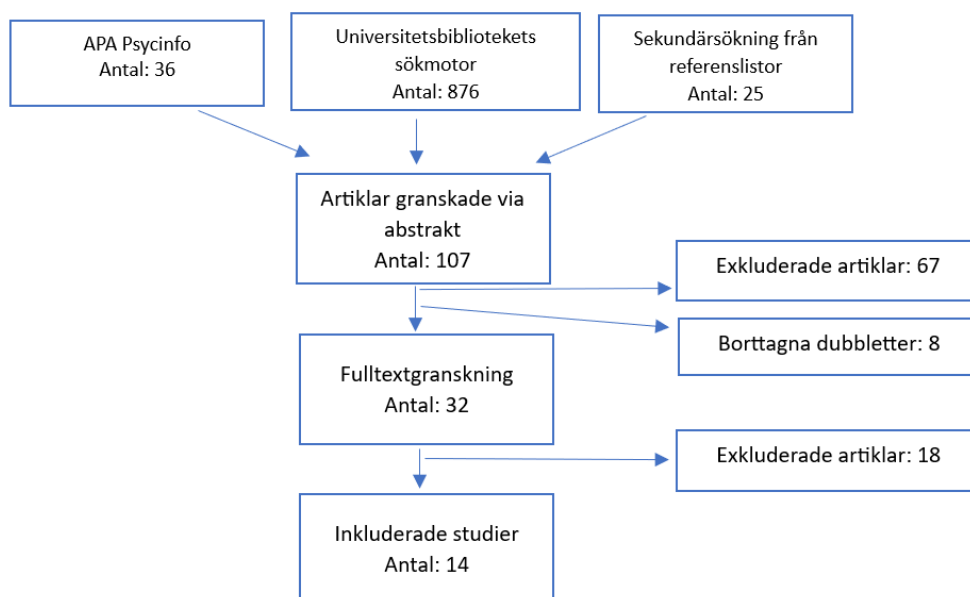 APA Psycinfo
Antal: 36
Universitetsbibliotekets
sökmotor
Antal: 876
Sekundärsökning från
referenslistor
Antal: 25
Artiklar granskade via
abstrakt
Antal: 107
Exkluderade artiklar: 67
Borttagna dubbletter: 8
Fulltextgranskning
Antal: 32
Exkluderade artiklar: 18
Inkluderade studier
Antal: 14